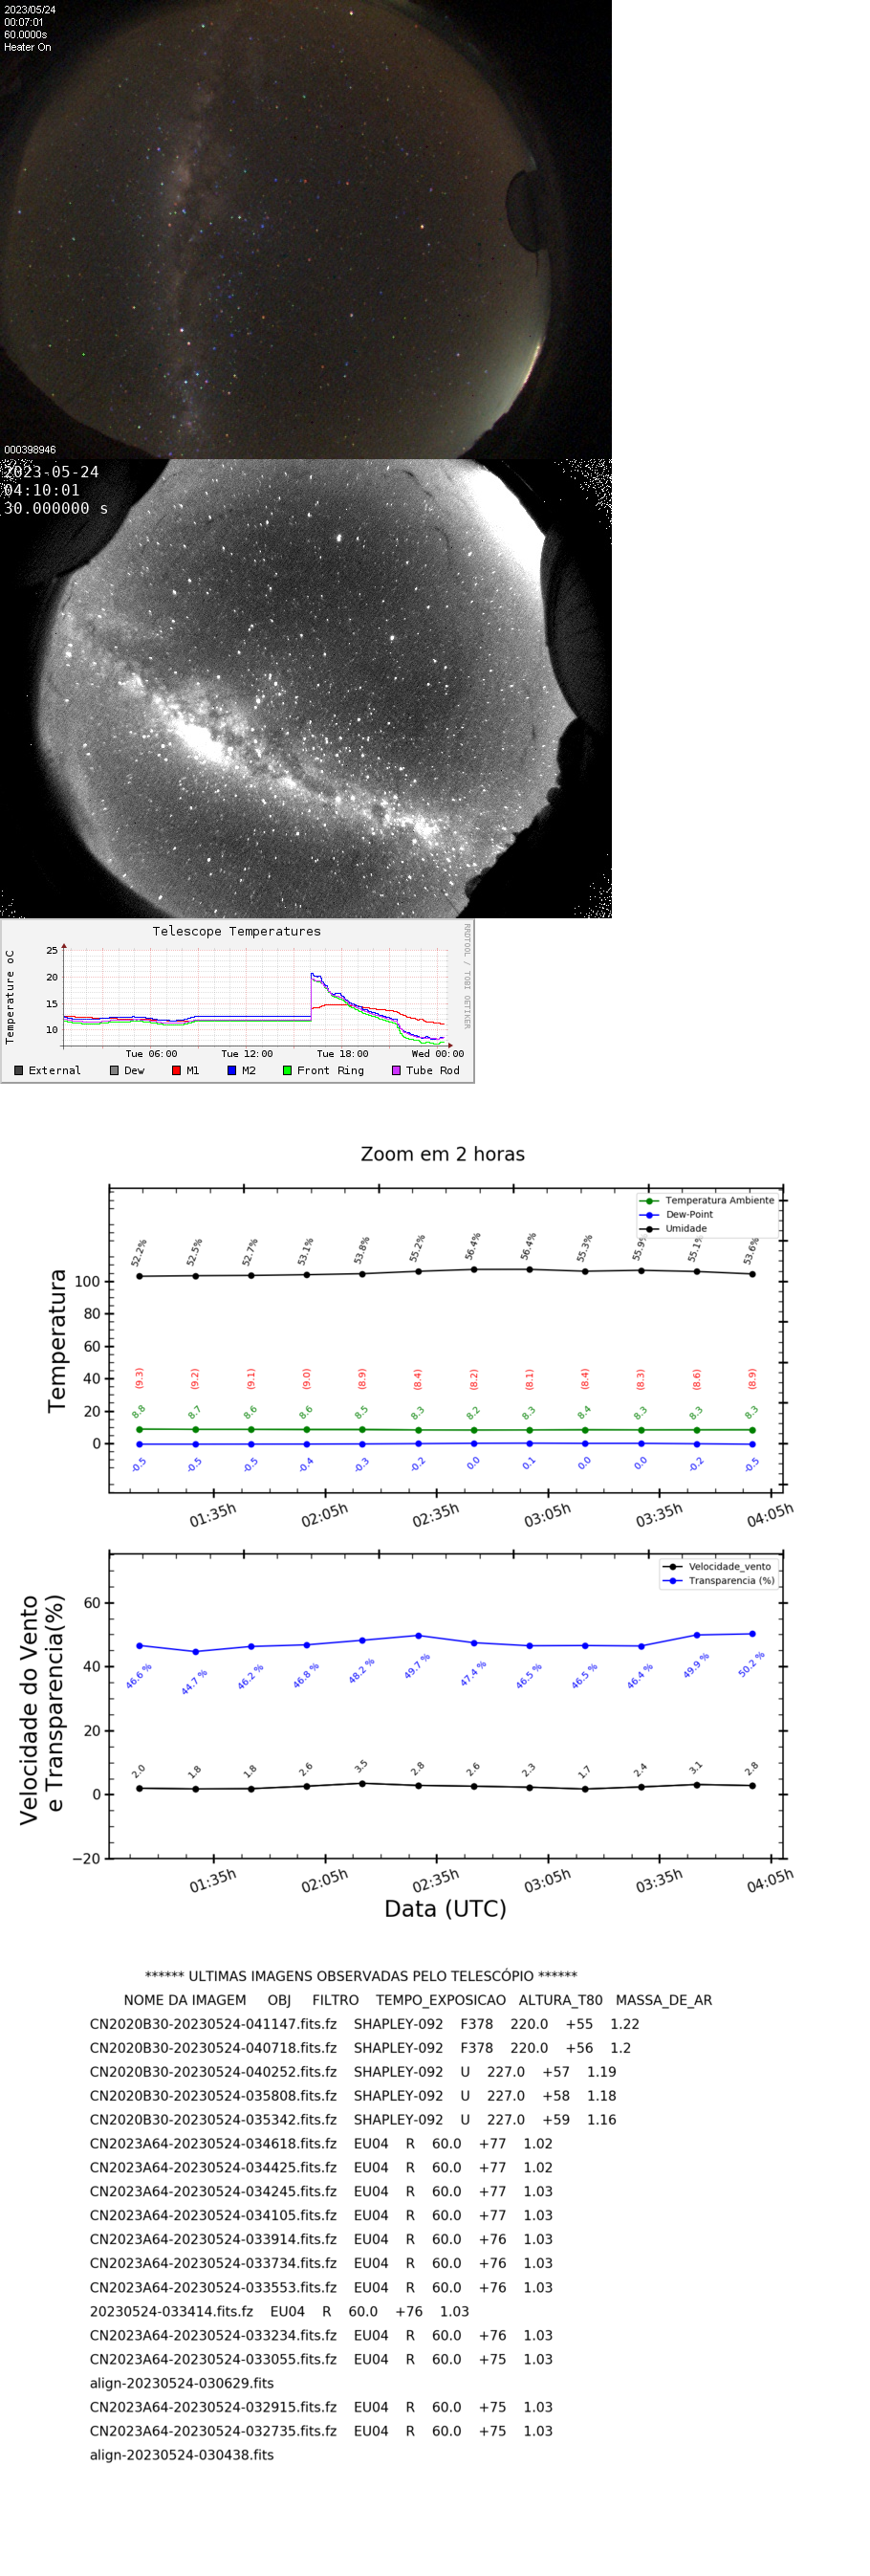 2023/05/24
00:07:01
60.0000s
Heater On
000398946
2023-05-24
04:10:01
30.000000 s
Telescope Temperatures
RRDTOOL / TOBI OETIKER
Temperature oC
25
20
15
10
Tue 06:00 Tue 12:00 Tue 18:00 Wed 00:00
External Dew M1 M2 Front Ring Tube Rod
Zoom em 2 horas
Temperatura Ambiente
Dew-Point
Umidade
Temperatura
52.2% 52.5% 52.7% 53.1% 53.8% 55.2% 56.4% 56.4% 55.3% 55.9% 55.1% 53.6%
100
80
60
40
20
0
(9.3) (9.2) (9.1) (9.0) (8.9) (8.4) (8.2) (8.1) (8.4) (8.3) (8.6) (8.9)
8.8 8.7 8.6 8.6 8.5 8.3 8.2 8.3 8.4 8.3 8.3 8.3
-0.5 -0.5 -0.5 -0.4 -0.3 -0.2 0.0 0.1 0.0 0.0 -0.2 -0.5
01:35h 02:05h 02:35h 03:05h 03:35h 04:05h
Velocidade_vento
Transparencia (%)
Velocidade do Vento
e Transparencia(%)
60
40
20
0
−20
46.6 % 44.7 % 46.2 % 46.8 % 48.2 % 49.7 % 47.4 % 46.5 % 46.5 % 46.4 % 49.9 % 50.2 %
2.0 1.8 1.8 2.6 3.5 2.8 2.6 2.3 1.7 2.4 3.1 2.8
01:35h 02:05h 02:35h 03:05h 03:35h 04:05h
Data (UTC)
****** ULTIMAS IMAGENS OBSERVADAS PELO TELESCÓPIO ******
NOME DA IMAGEM OBJ FILTRO TEMPO_EXPOSICAO ALTURA_T80 MASSA_DE_AR
CN2020B30-20230524-041147.fits.fz SHAPLEY-092 F378 220.0 +55 1.22
CN2020B30-20230524-040718.fits.fz SHAPLEY-092 F378 220.0 +56 1.2
CN2020B30-20230524-040252.fits.fz SHAPLEY-092 U 227.0 +57 1.19
CN2020B30-20230524-035808.fits.fz SHAPLEY-092 U 227.0 +58 1.18
CN2020B30-20230524-035342.fits.fz SHAPLEY-092 U 227.0 +59 1.16
CN2023A64-20230524-034618.fits.fz EU04 R 60.0 +77 1.02
CN2023A64-20230524-034425.fits.fz EU04 R 60.0 +77 1.02
CN2023A64-20230524-034245.fits.fz EU04 R 60.0 +77 1.03
CN2023A64-20230524-034105.fits.fz EU04 R 60.0 +77 1.03
CN2023A64-20230524-033914.fits.fz EU04 R 60.0 +76 1.03
CN2023A64-20230524-033734.fits.fz EU04 R 60.0 +76 1.03
CN2023A64-20230524-033553.fits.fz EU04 R 60.0 +76 1.03
20230524-033414.fits.fz EU04 R 60.0 +76 1.03
CN2023A64-20230524-033234.fits.fz EU04 R 60.0 +76 1.03
CN2023A64-20230524-033055.fits.fz EU04 R 60.0 +75 1.03
align-20230524-030629.fits
CN2023A64-20230524-032915.fits.fz EU04 R 60.0 +75 1.03
CN2023A64-20230524-032735.fits.fz EU04 R 60.0 +75 1.03
align-20230524-030438.fits